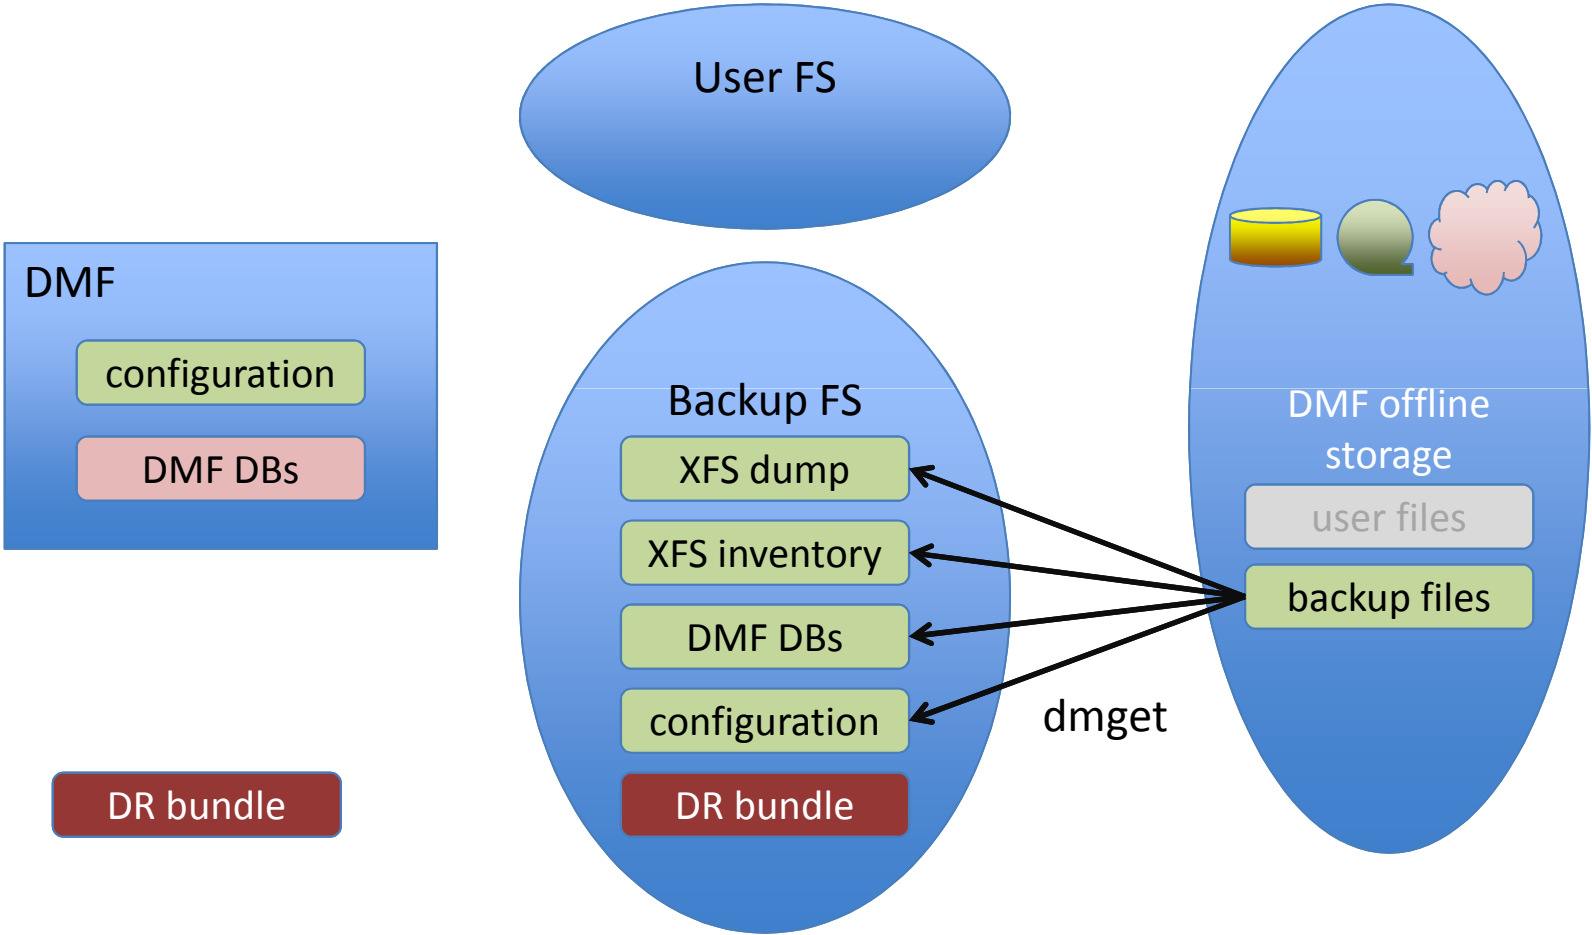 User FS
DMF
configuration
DMF DBs
DR bundle
Backup FS
XFS dump
XFS inventory
DMF DBs
configuration
DR bundle
dmget
DMF offline
storage
user files
backup files